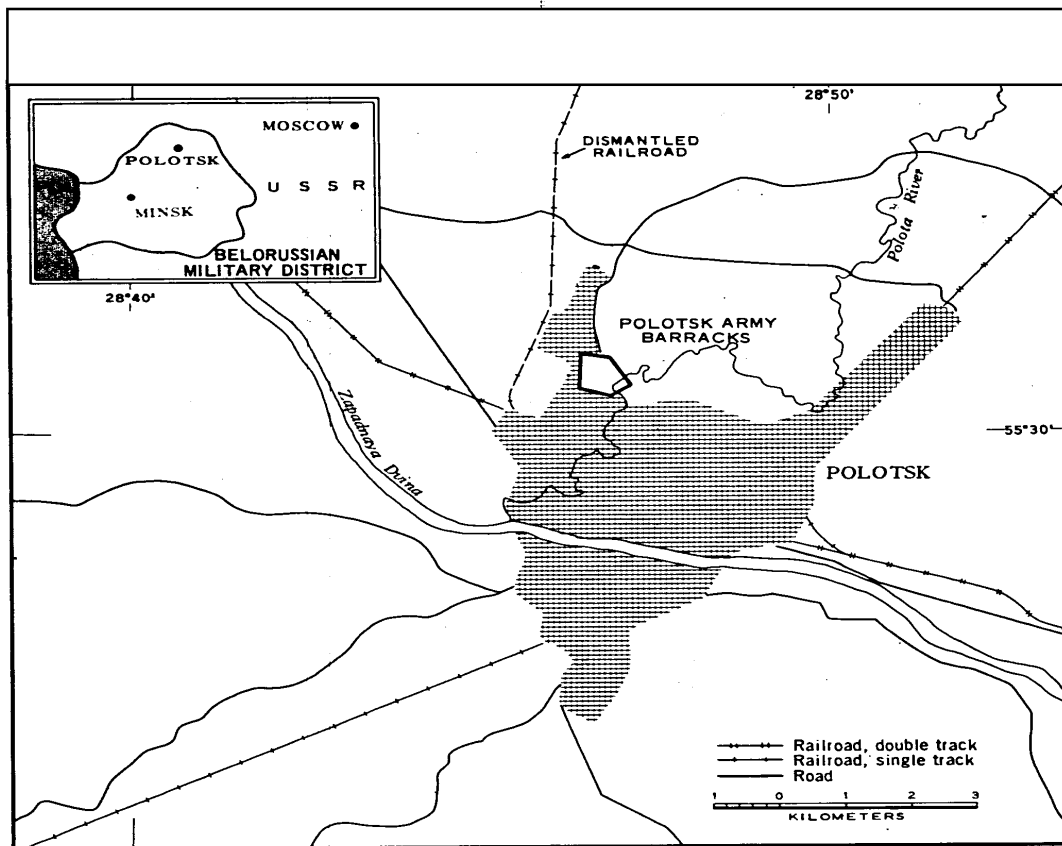 28°50'
MOSCOW
POLOTSK
U S S R
MINSK
BELORUSSIAN
MILITARY DISTRICT
28°40'
DISMANTLED
RAILROAD
Polota River
POLOTSK ARMY
BARRACKS
Zapadnaya Dvina
55°30'
POLOTSK
Railroad, double track
Railroad, single track
Road
1 0 1 2 3
KILOMETERS